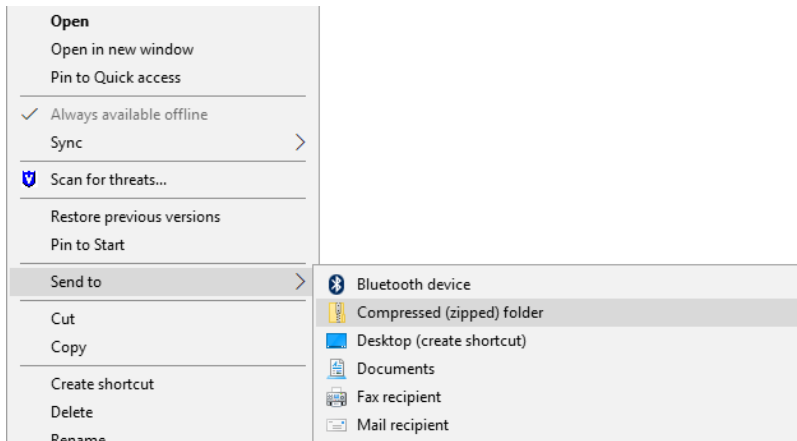 Open
Open in new window
Pin to Quick access
Always available offline
Sync
Scan for threats...
Restore previous versions
Pin to Start
Send to
Cut
Copy
Create shortcut
Delete
Rename
Bluetooth device
Compressed (zipped) folder
Desktop (create shortcut)
Documents
Fax recipient
Mail recipient